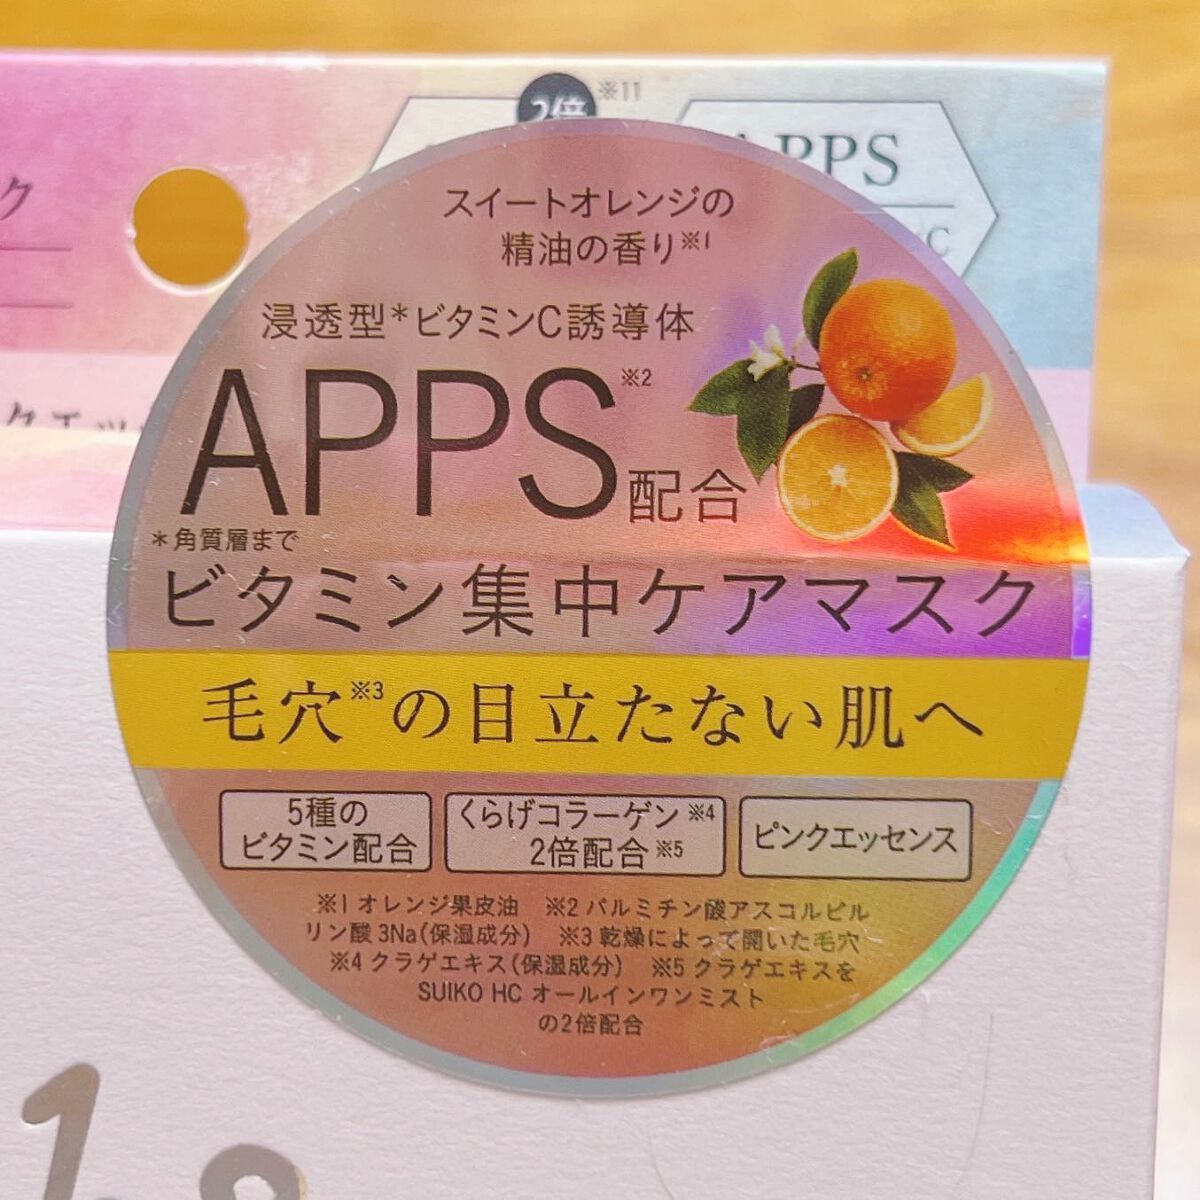 2倍 ※11
APPS
ク
C
スイートオレンジの
精油の香り※1
浸透型*ビタミンC誘導体
APPS※2配合
*角質層まで
ビタミン集中ケアマスク
毛穴※3の目立たない肌へ
5種の
ビタミン配合
くらげコラーゲン※4
2倍配合※5
ピンクエッセンス
※1 オレンジ果皮油 ※2 パルミチン酸アスコルビル
リン酸3Na(保湿成分) ※3 乾燥によって開いた毛穴
※4 クラゲエキス(保湿成分) ※5 クラゲエキスを
SUIKO HC オールインワンミスト
の2倍配合